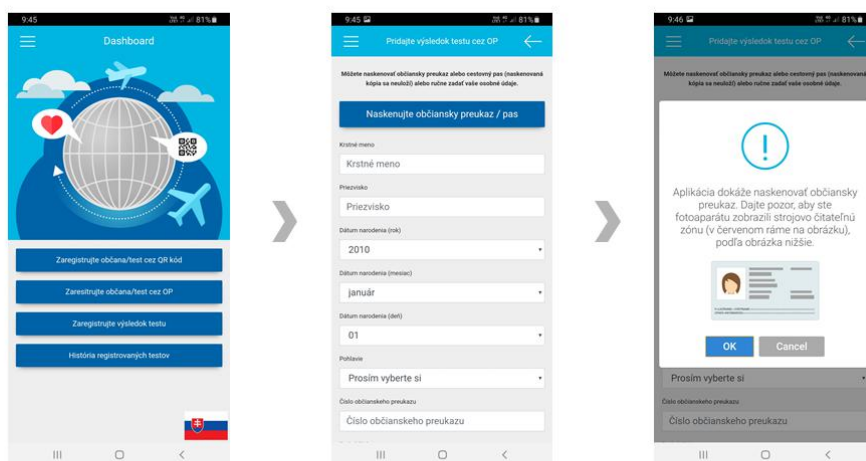 9:45
81%
Dashboard
Zaregistrujte občana/test cez QR kód
Zaresitrujte občana/test cez OP
Zaregistrujte výsledok testu
História registrovaných testov
9:45
81%
Pridajte výsledok testu cez OP
Môžete naskenovať občiansky preukaz alebo cestovný pas (naskenovaná
kópia sa neuloží) alebo ručne zadať vaše osobné údaje.
Naskenujte občiansky preukaz / pas
Krstné meno
Krstné meno
Priezvisko
Priezvisko
Dátum narodenia (rok)
2010
Dátum narodenia (mesiac)
január
Dátum narodenia (deň)
01
Pohlavie
Prosím vyberte si
Číslo občianskeho preukazu
Číslo občianskeho preukazu
9:46
81%
Pridajte výsledok testu cez OP
Môžete naskenovať občiansky preukaz alebo cestovný pas (naskenovaná
kópia sa neuloží) alebo ručne zadať vaše osobné údaje.
Aplikácia dokáže naskenovať občiansky
preukaz. Dajte pozor, aby ste
fotoaparátu zobrazili strojovo čitateľnú
zónu (v červenom ráme na obrázku),
podľa obrázka nižšie.
OK
Cancel
Prosím vyberte si
Číslo občianskeho preukazu
Číslo občianskeho preukazu